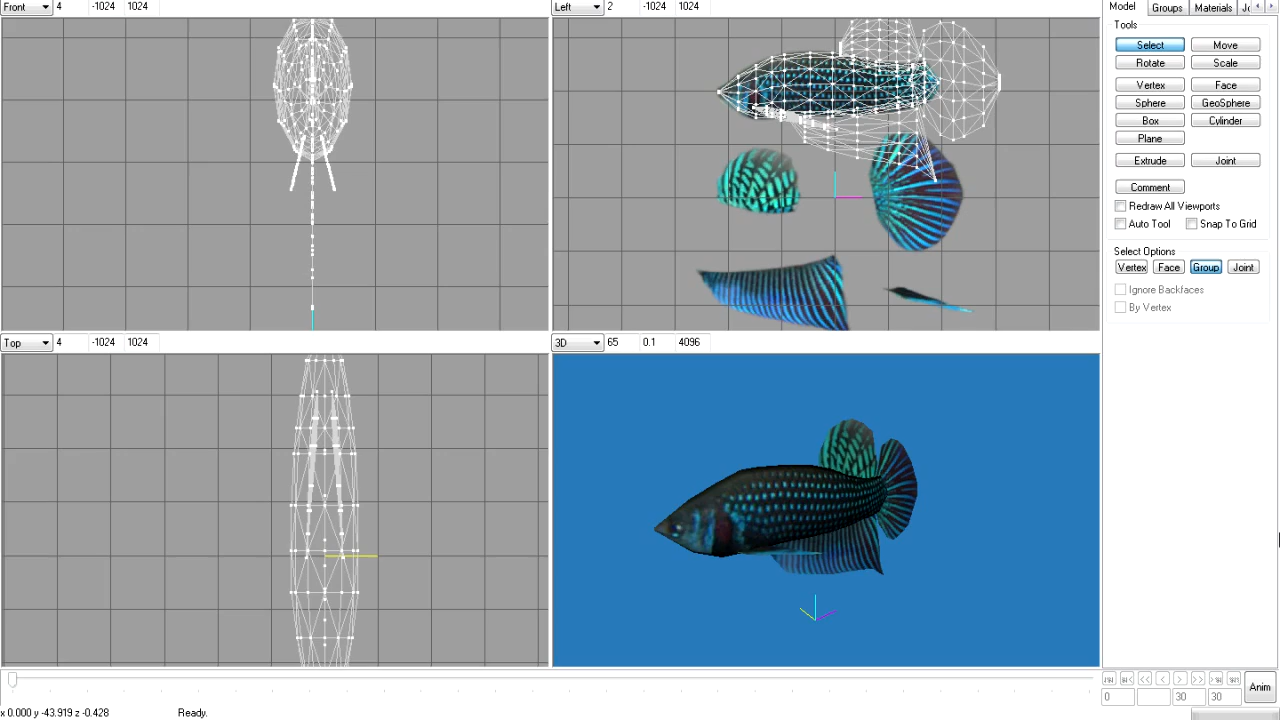 Front 4 -1024 1024
Left 2 -1024 1024
Model Groups Materials
Tools
Select Move
Rotate Scale
Vertex Face
Sphere GeoSphere
Box Cylinder
Plane
Extrude Joint
Comment
Redraw All Viewports
Auto Tool Snap To Grid
Select Options
Vertex Face Group Joint
Ignore Backfaces
By Vertex
Top 4 -1024 1024
3D 65 0.1 4096
Anim
0 30 30
x 0.000 y -43.919 z -0.428 Ready.